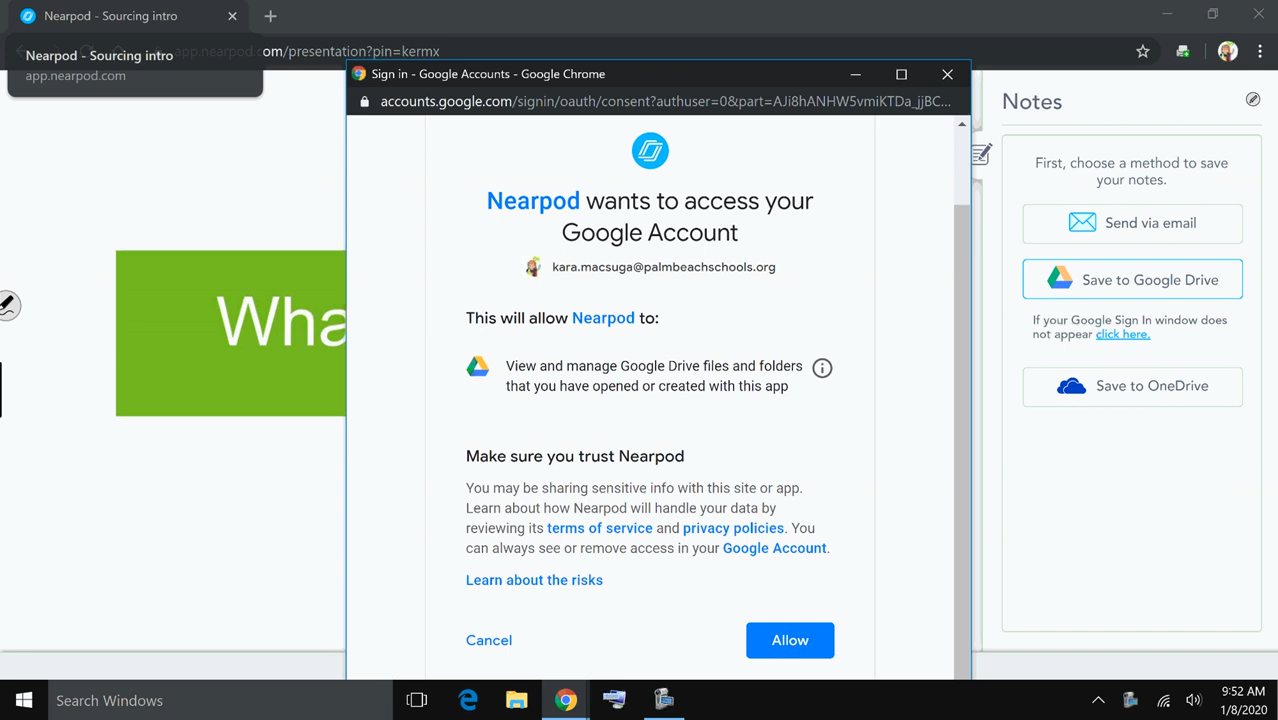 Nearpod - Sourcing intro
app.nearpod.com/presentation?pin=kermx
Nearpod - Sourcing intro
app.nearpod.com
Sign in - Google Accounts - Google Chrome
accounts.google.com/signin/oauth/consent?authuser=0&part=AJi8hANHW5vmiKTDa_jjBC...
Nearpod wants to access your
Google Account
kara.macsuga@palmbeachschools.org
This will allow Nearpod to:
View and manage Google Drive files and folders
that you have opened or created with this app
Make sure you trust Nearpod
You may be sharing sensitive info with this site or app.
Learn about how Nearpod will handle your data by
reviewing its terms of service and privacy policies. You
can always see or remove access in your Google Account.
Learn about the risks
Cancel
Allow
Wha
Notes
First, choose a method to save
your notes.
Send via email
Save to Google Drive
If your Google Sign In window does
not appear click here.
Save to OneDrive
Search Windows
9:52 AM
1/8/2020